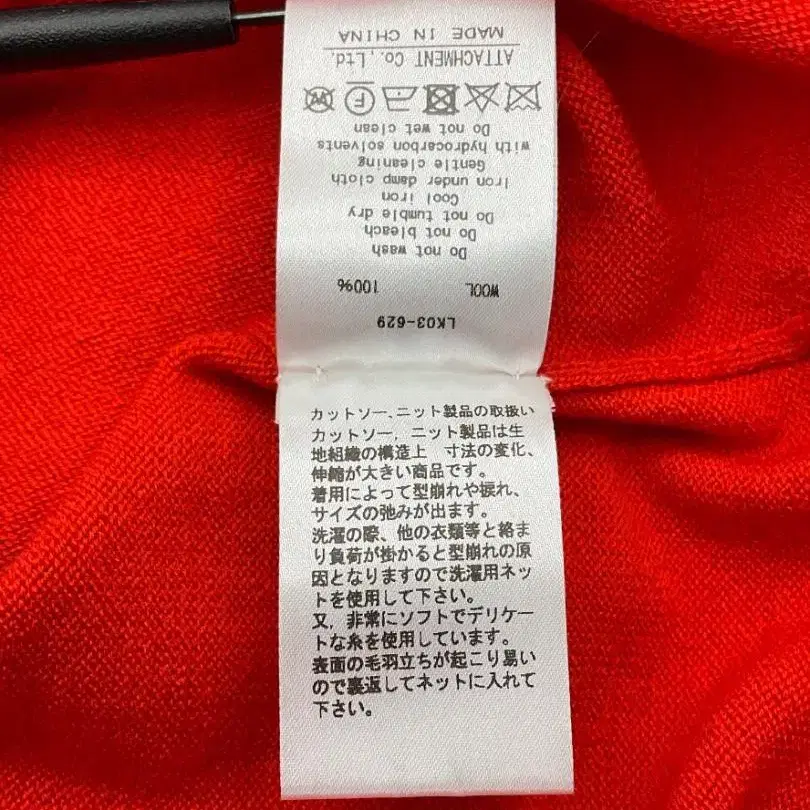 LK03-629
WOOL 100%
Do not wash
Do not bleach
Do not tumble dry
Cool iron
Iron under damp cloth
Gentle cleaning
with hydrocarbon solvents
Do not wet clean
F
W
ATTACHMENT Co., Ltd.
MADE IN CHINA
カットソー、ニット製品の取扱い
カットソー，ニット製品は生
地組織の構造上　寸法の変化、
伸縮が大きい商品です。
着用によって型崩れや捩れ、
サイズの弛みが出ます。
洗濯の際、他の衣類等と絡ま
り負荷が掛かると型崩れの原
因となりますので洗濯用ネッ
トを使用して下さい。
又，非常にソフトでデリケー
トな糸を使用しています。
表面の毛羽立ちが起こり易い
ので裏返してネットに入れて
下さい。